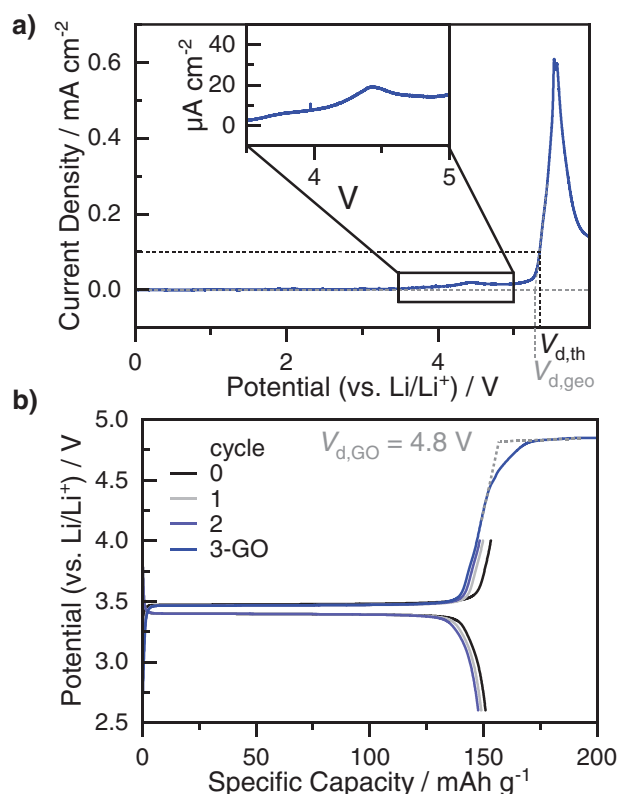 a)
Current Density / mA cm⁻²
0.6
0.4
0.2
0.0
µA cm⁻²
40
20
0
4
5
V
0
2
4
V_d,th
V_d,geo
Potential (vs. Li/Li⁺) / V
b)
Potential (vs. Li/Li⁺) / V
5.0
4.5
4.0
3.5
3.0
2.5
cycle
0
1
2
3-GO
V_d,GO = 4.8 V
0
50
100
150
200
Specific Capacity / mAh g⁻¹